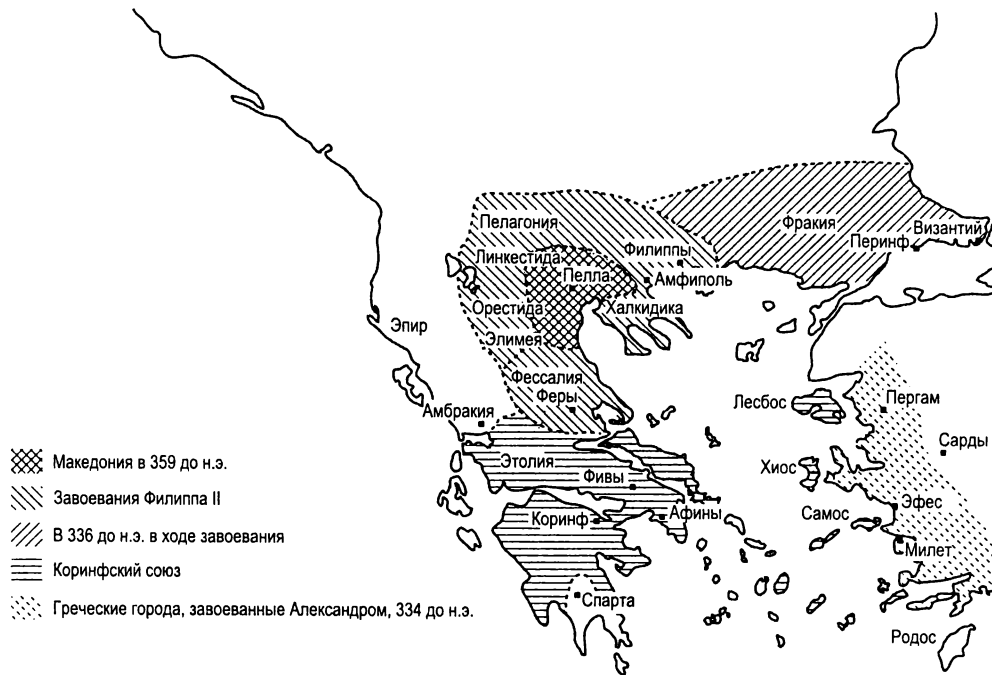 Пелагония
Фракия
Византий
Линкестида
Филиппы
Перинф
Пелла
Амфиполь
Орестида
Халкидика
Эпир
Элимея
Фессалия
Феры
Лесбос
Пергам
Амбракия
Сарды
Этолия
Хиос
Фивы
Эфес
Коринф
Афины
Самос
Милет
Спарта
Родос
Македония в 359 до н.э.
Завоевания Филиппа II
В 336 до н.э. в ходе завоевания
Коринфский союз
Греческие города, завоеванные Александром, 334 до н.э.